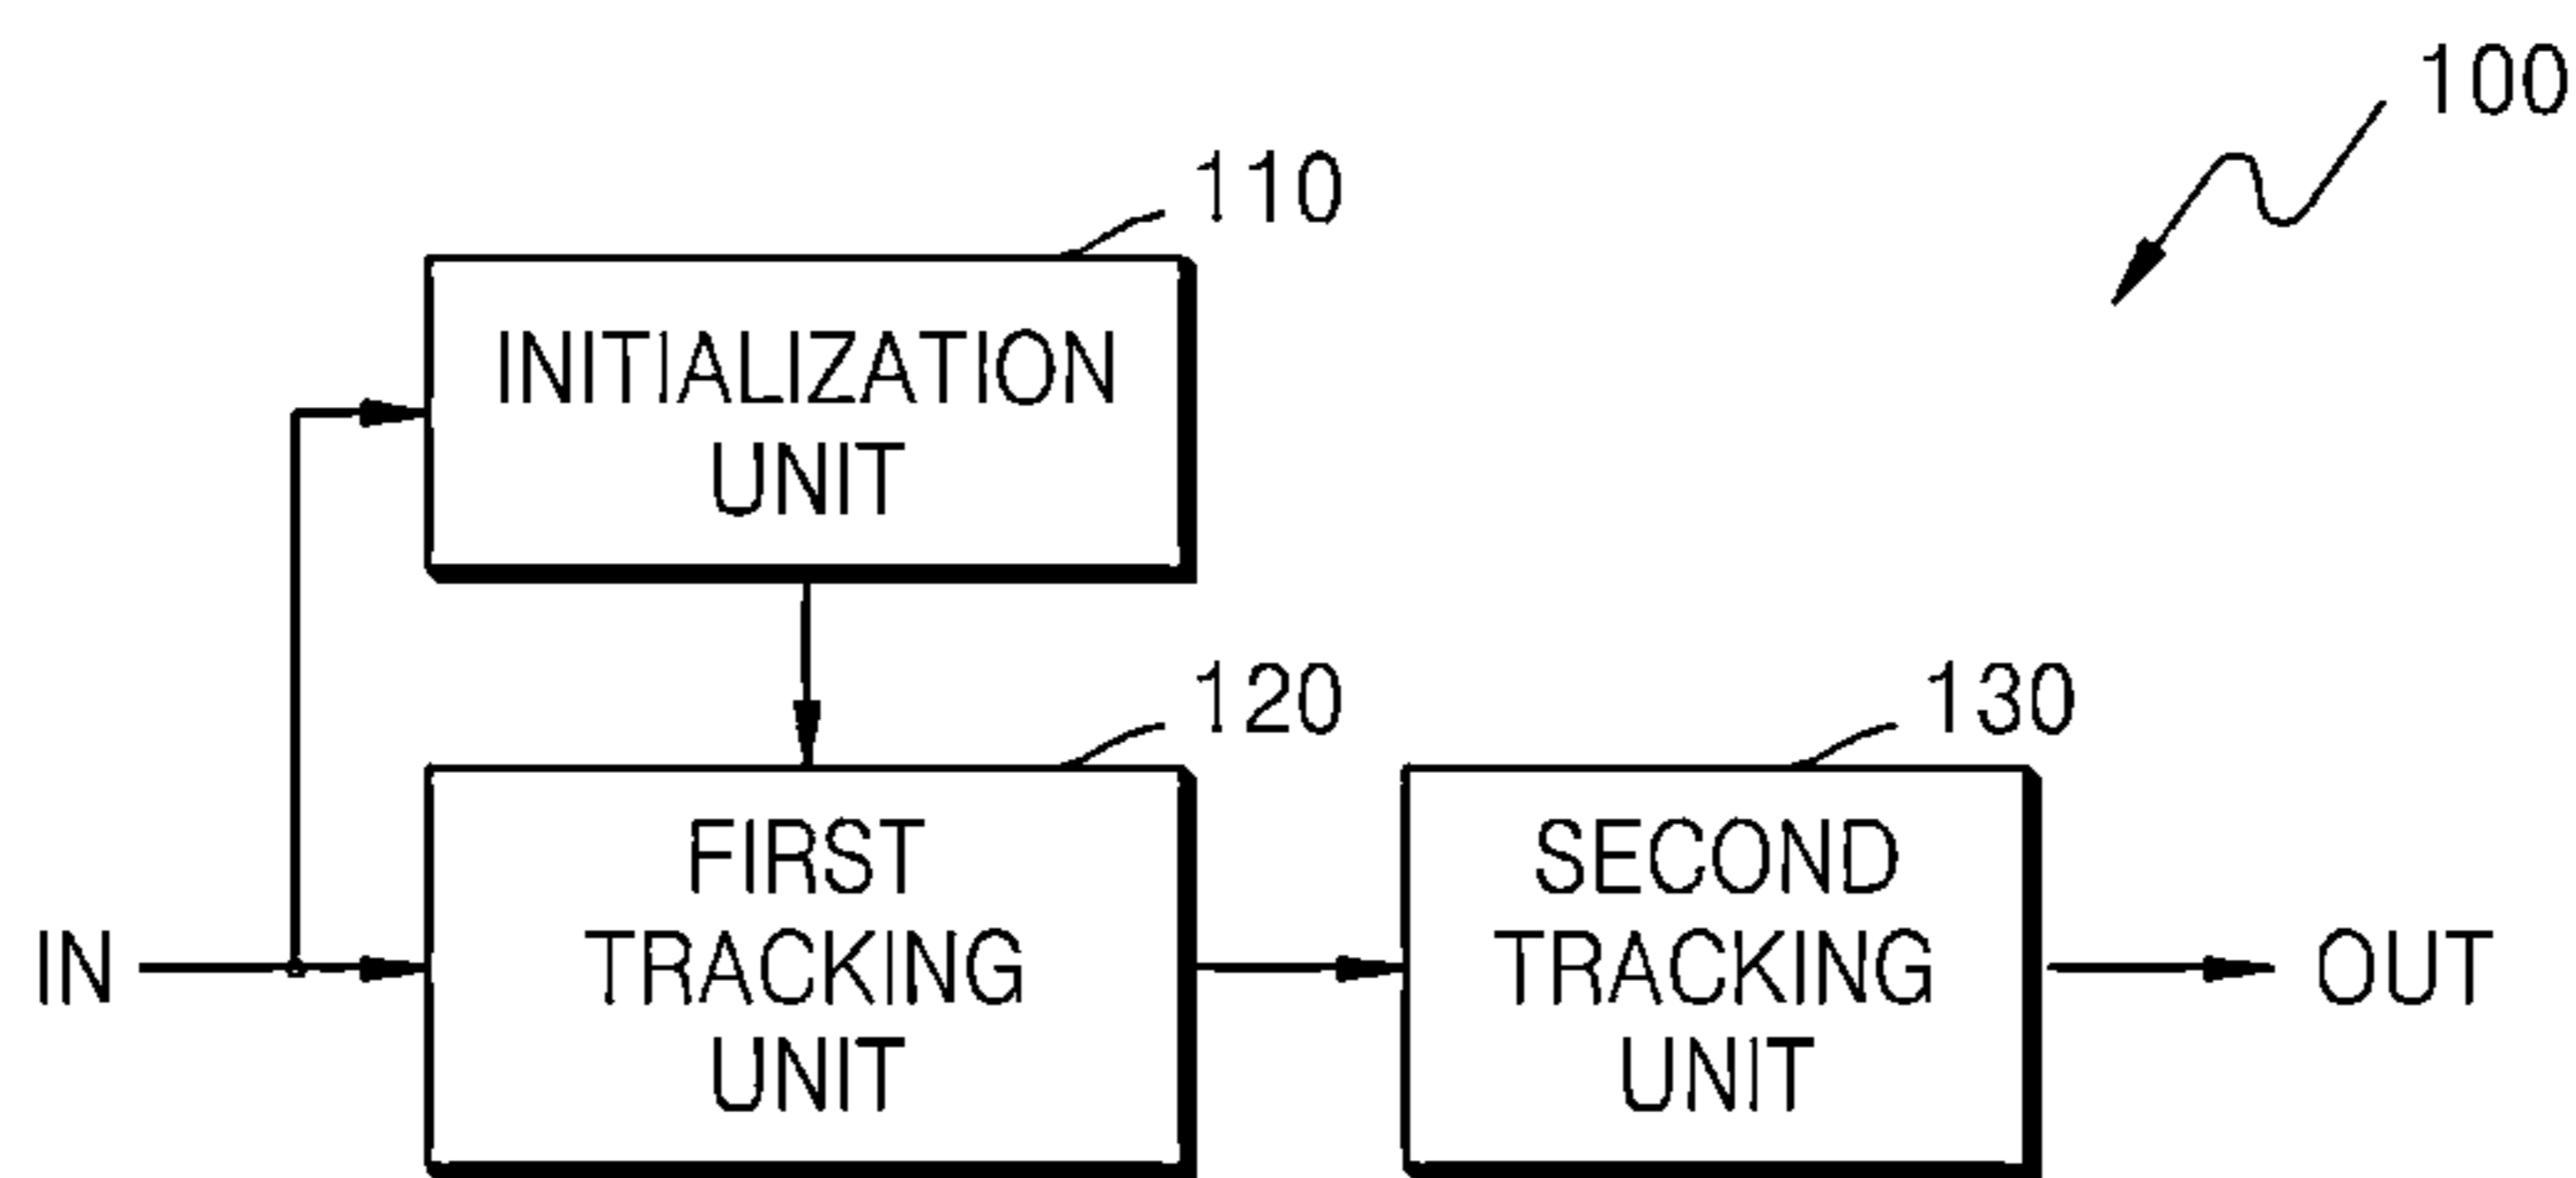 100
110
INITIALIZATION
UNIT
120
130
FIRST
TRACKING
UNIT
SECOND
TRACKING
UNIT
IN
OUT